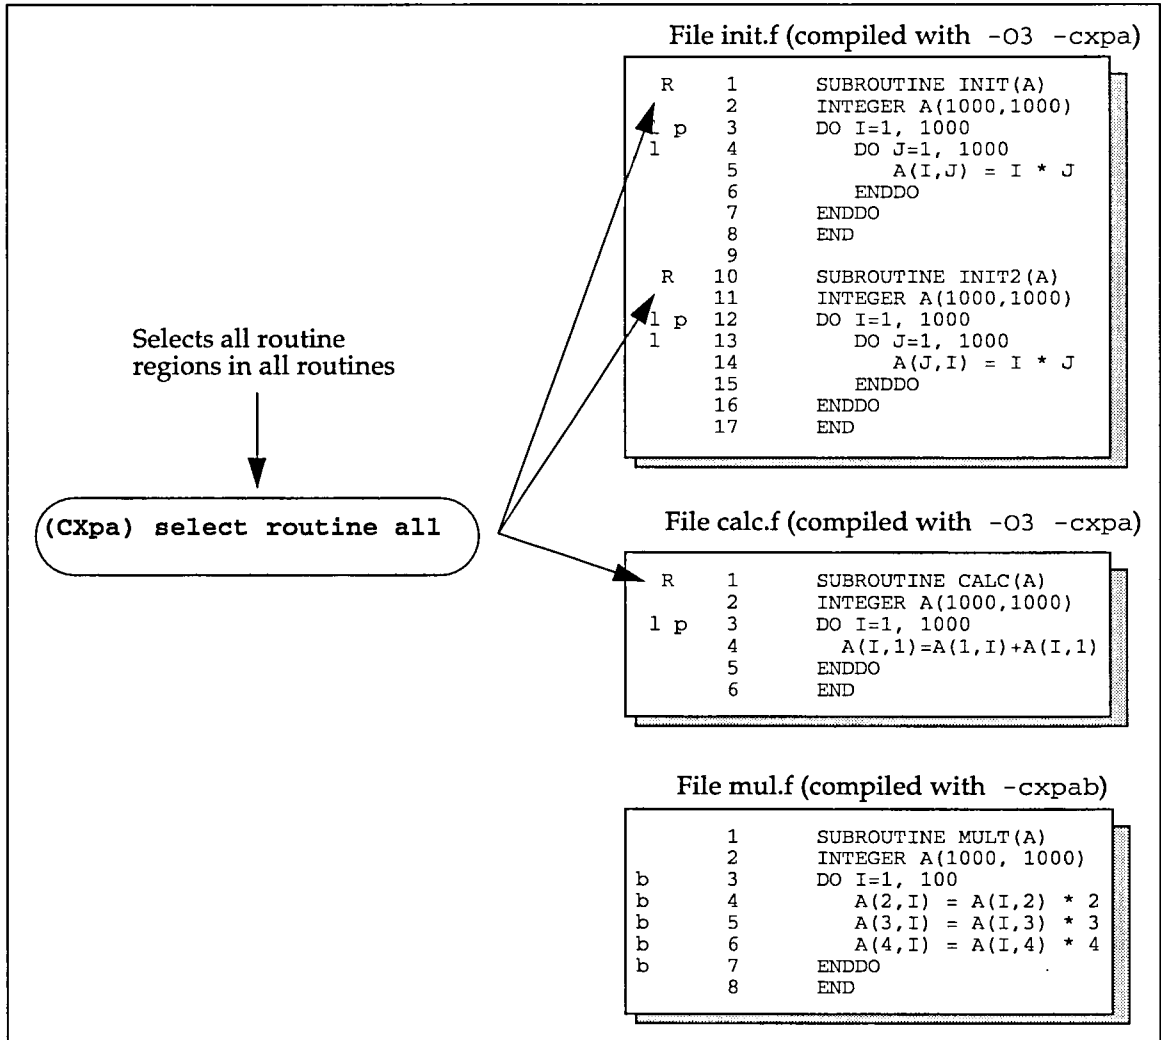 File init.f (compiled with -O3 -cxpa)
R 1 SUBROUTINE INIT(A)
2 INTEGER A(1000,1000)
l p 3 DO I=1, 1000
l 4 DO J=1, 1000
5 A(I,J) = I * J
6 ENDDO
7 ENDDO
8 END
9
R 10 SUBROUTINE INIT2(A)
11 INTEGER A(1000,1000)
l p 12 DO I=1, 1000
l 13 DO J=1, 1000
14 A(J,I) = I * J
15 ENDDO
16 ENDDO
17 END
Selects all routine
regions in all routines
(CXpa) select routine all
File calc.f (compiled with -O3 -cxpa)
R 1 SUBROUTINE CALC(A)
2 INTEGER A(1000,1000)
l p 3 DO I=1, 1000
4 A(I,1)=A(1,I)+A(I,1)
5 ENDDO
6 END
File mul.f (compiled with -cxpab)
1 SUBROUTINE MULT(A)
2 INTEGER A(1000, 1000)
b 3 DO I=1, 100
b 4 A(2,I) = A(I,2) * 2
b 5 A(3,I) = A(I,3) * 3
b 6 A(4,I) = A(I,4) * 4
b 7 ENDDO
8 END